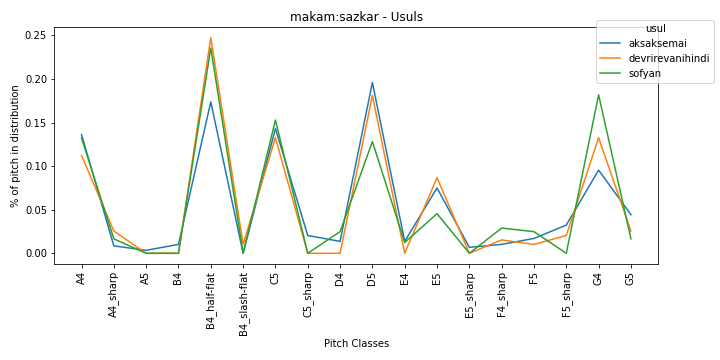 makam:sazkar - Usuls
usul
aksaksemai
devrirevanihindi
sofyan
% of pitch in distribution
0.25
0.20
0.15
0.10
0.05
0.00
A4
A4_sharp
A5
B4
B4_half-flat
B4_slash-flat
C5
C5_sharp
D4
D5
E4
E5
E5_sharp
F4_sharp
F5
F5_sharp
G4
G5
Pitch Classes